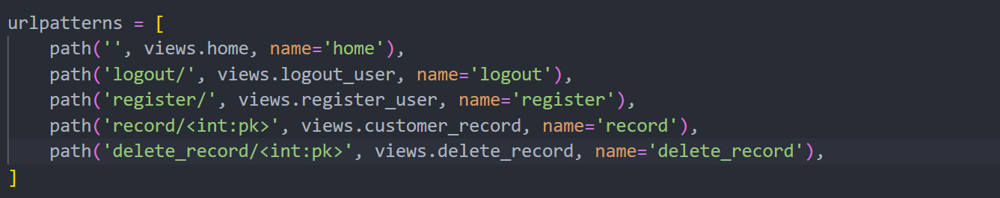 urlpatterns = [
    path('', views.home, name='home'),
    path('logout/', views.logout_user, name='logout'),
    path('register/', views.register_user, name='register'),
    path('record/<int:pk>', views.customer_record, name='record'),
    path('delete_record/<int:pk>', views.delete_record, name='delete_record'),
]